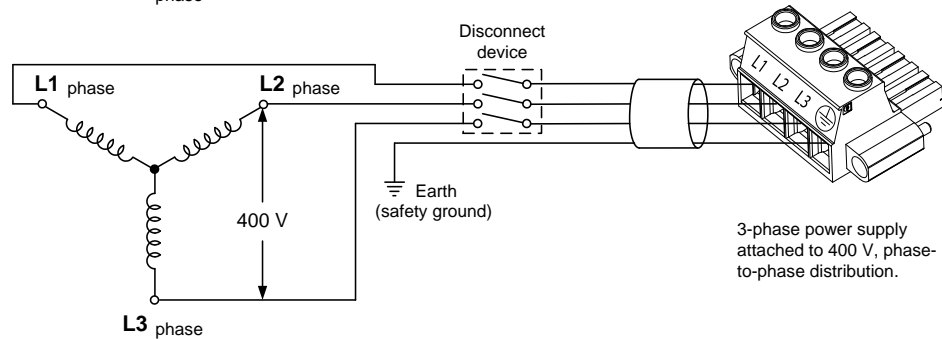 phase
Disconnect
device
L1 phase
L2 phase
L1 L2 L3
400 V
Earth
(safety ground)
3-phase power supply
attached to 400 V, phase-
to-phase distribution.
L3 phase